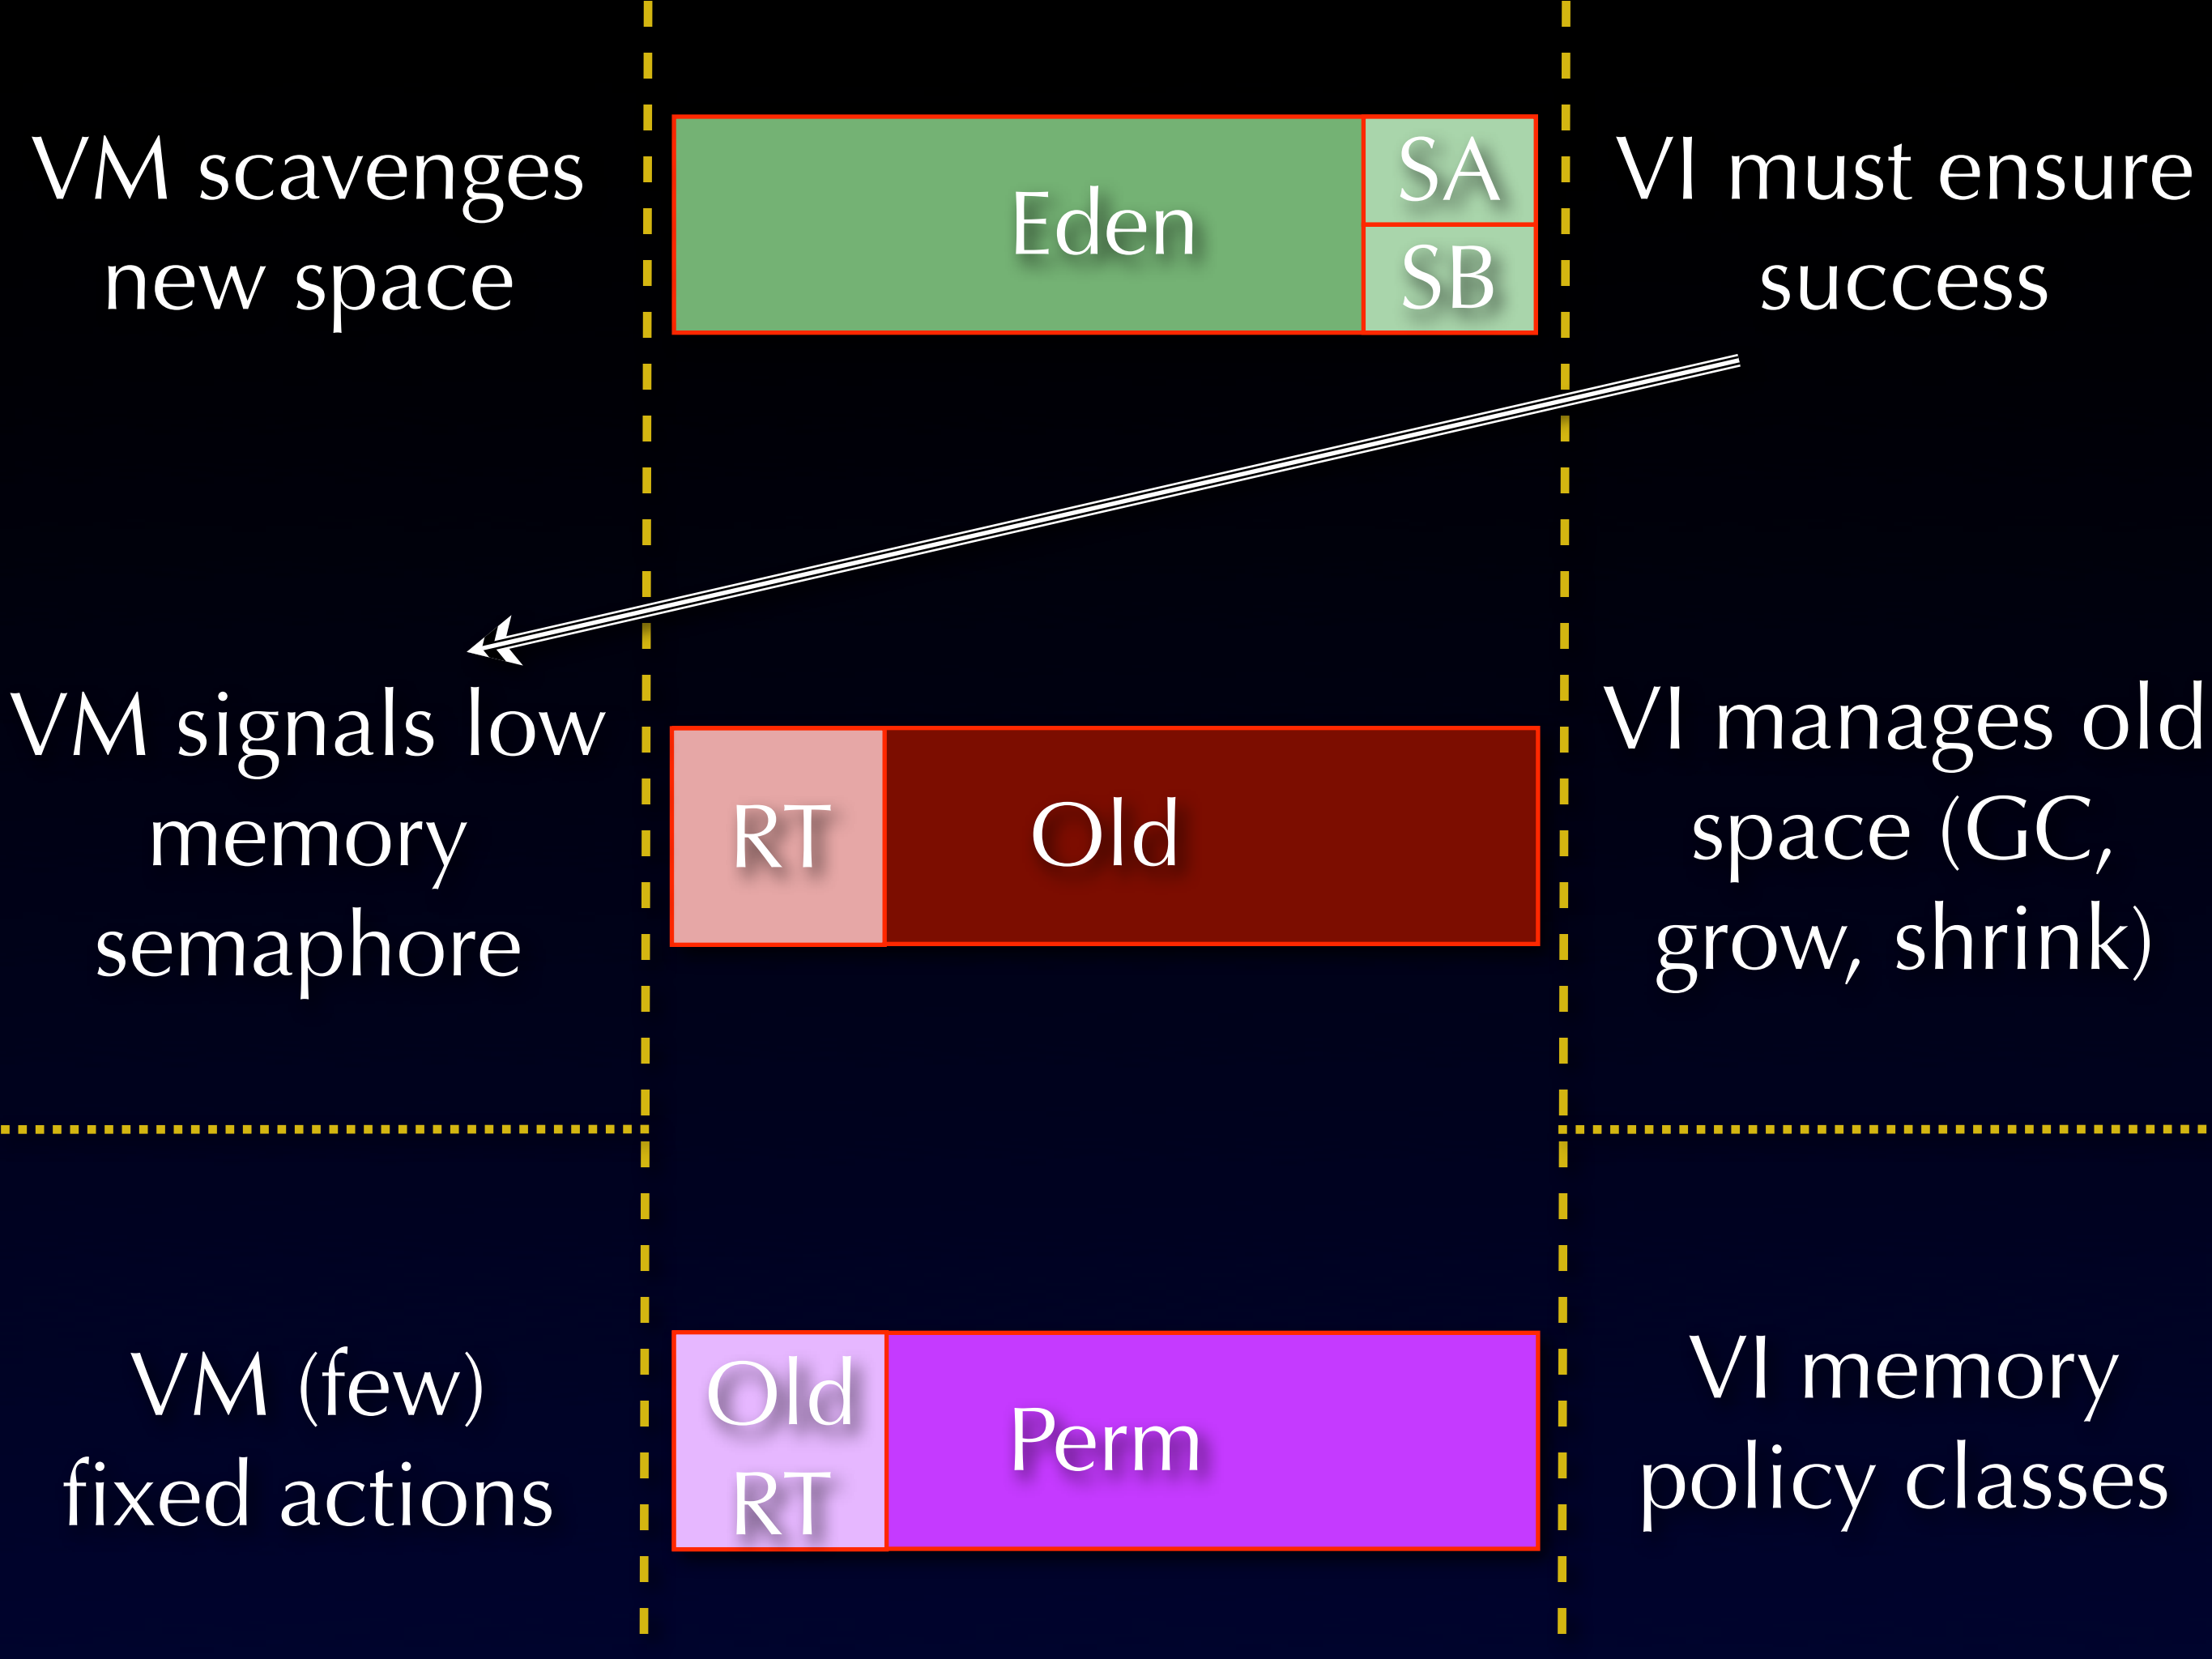 VM scavenges
new space
Eden
SA
SB
VI must ensure
success
VM signals low
memory
semaphore
RT
Old
VI manages old
space (GC,
grow, shrink)
VM (few)
fixed actions
Old
RT
Perm
VI memory
policy classes